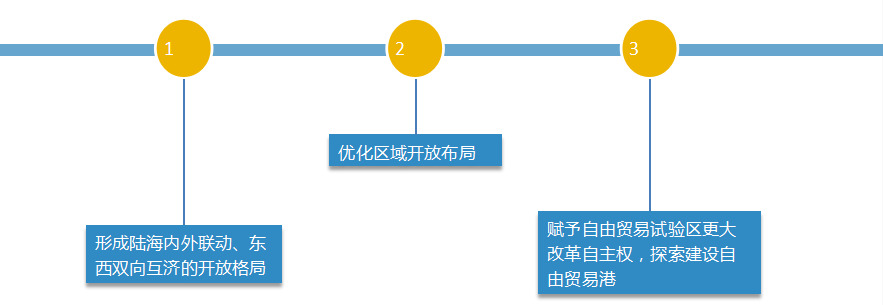 1
2
3
优化区域开放布局
形成陆海内外联动、东
西双向互济的开放格局
赋予自由贸易试验区更大
改革自主权，探索建设自
由贸易港